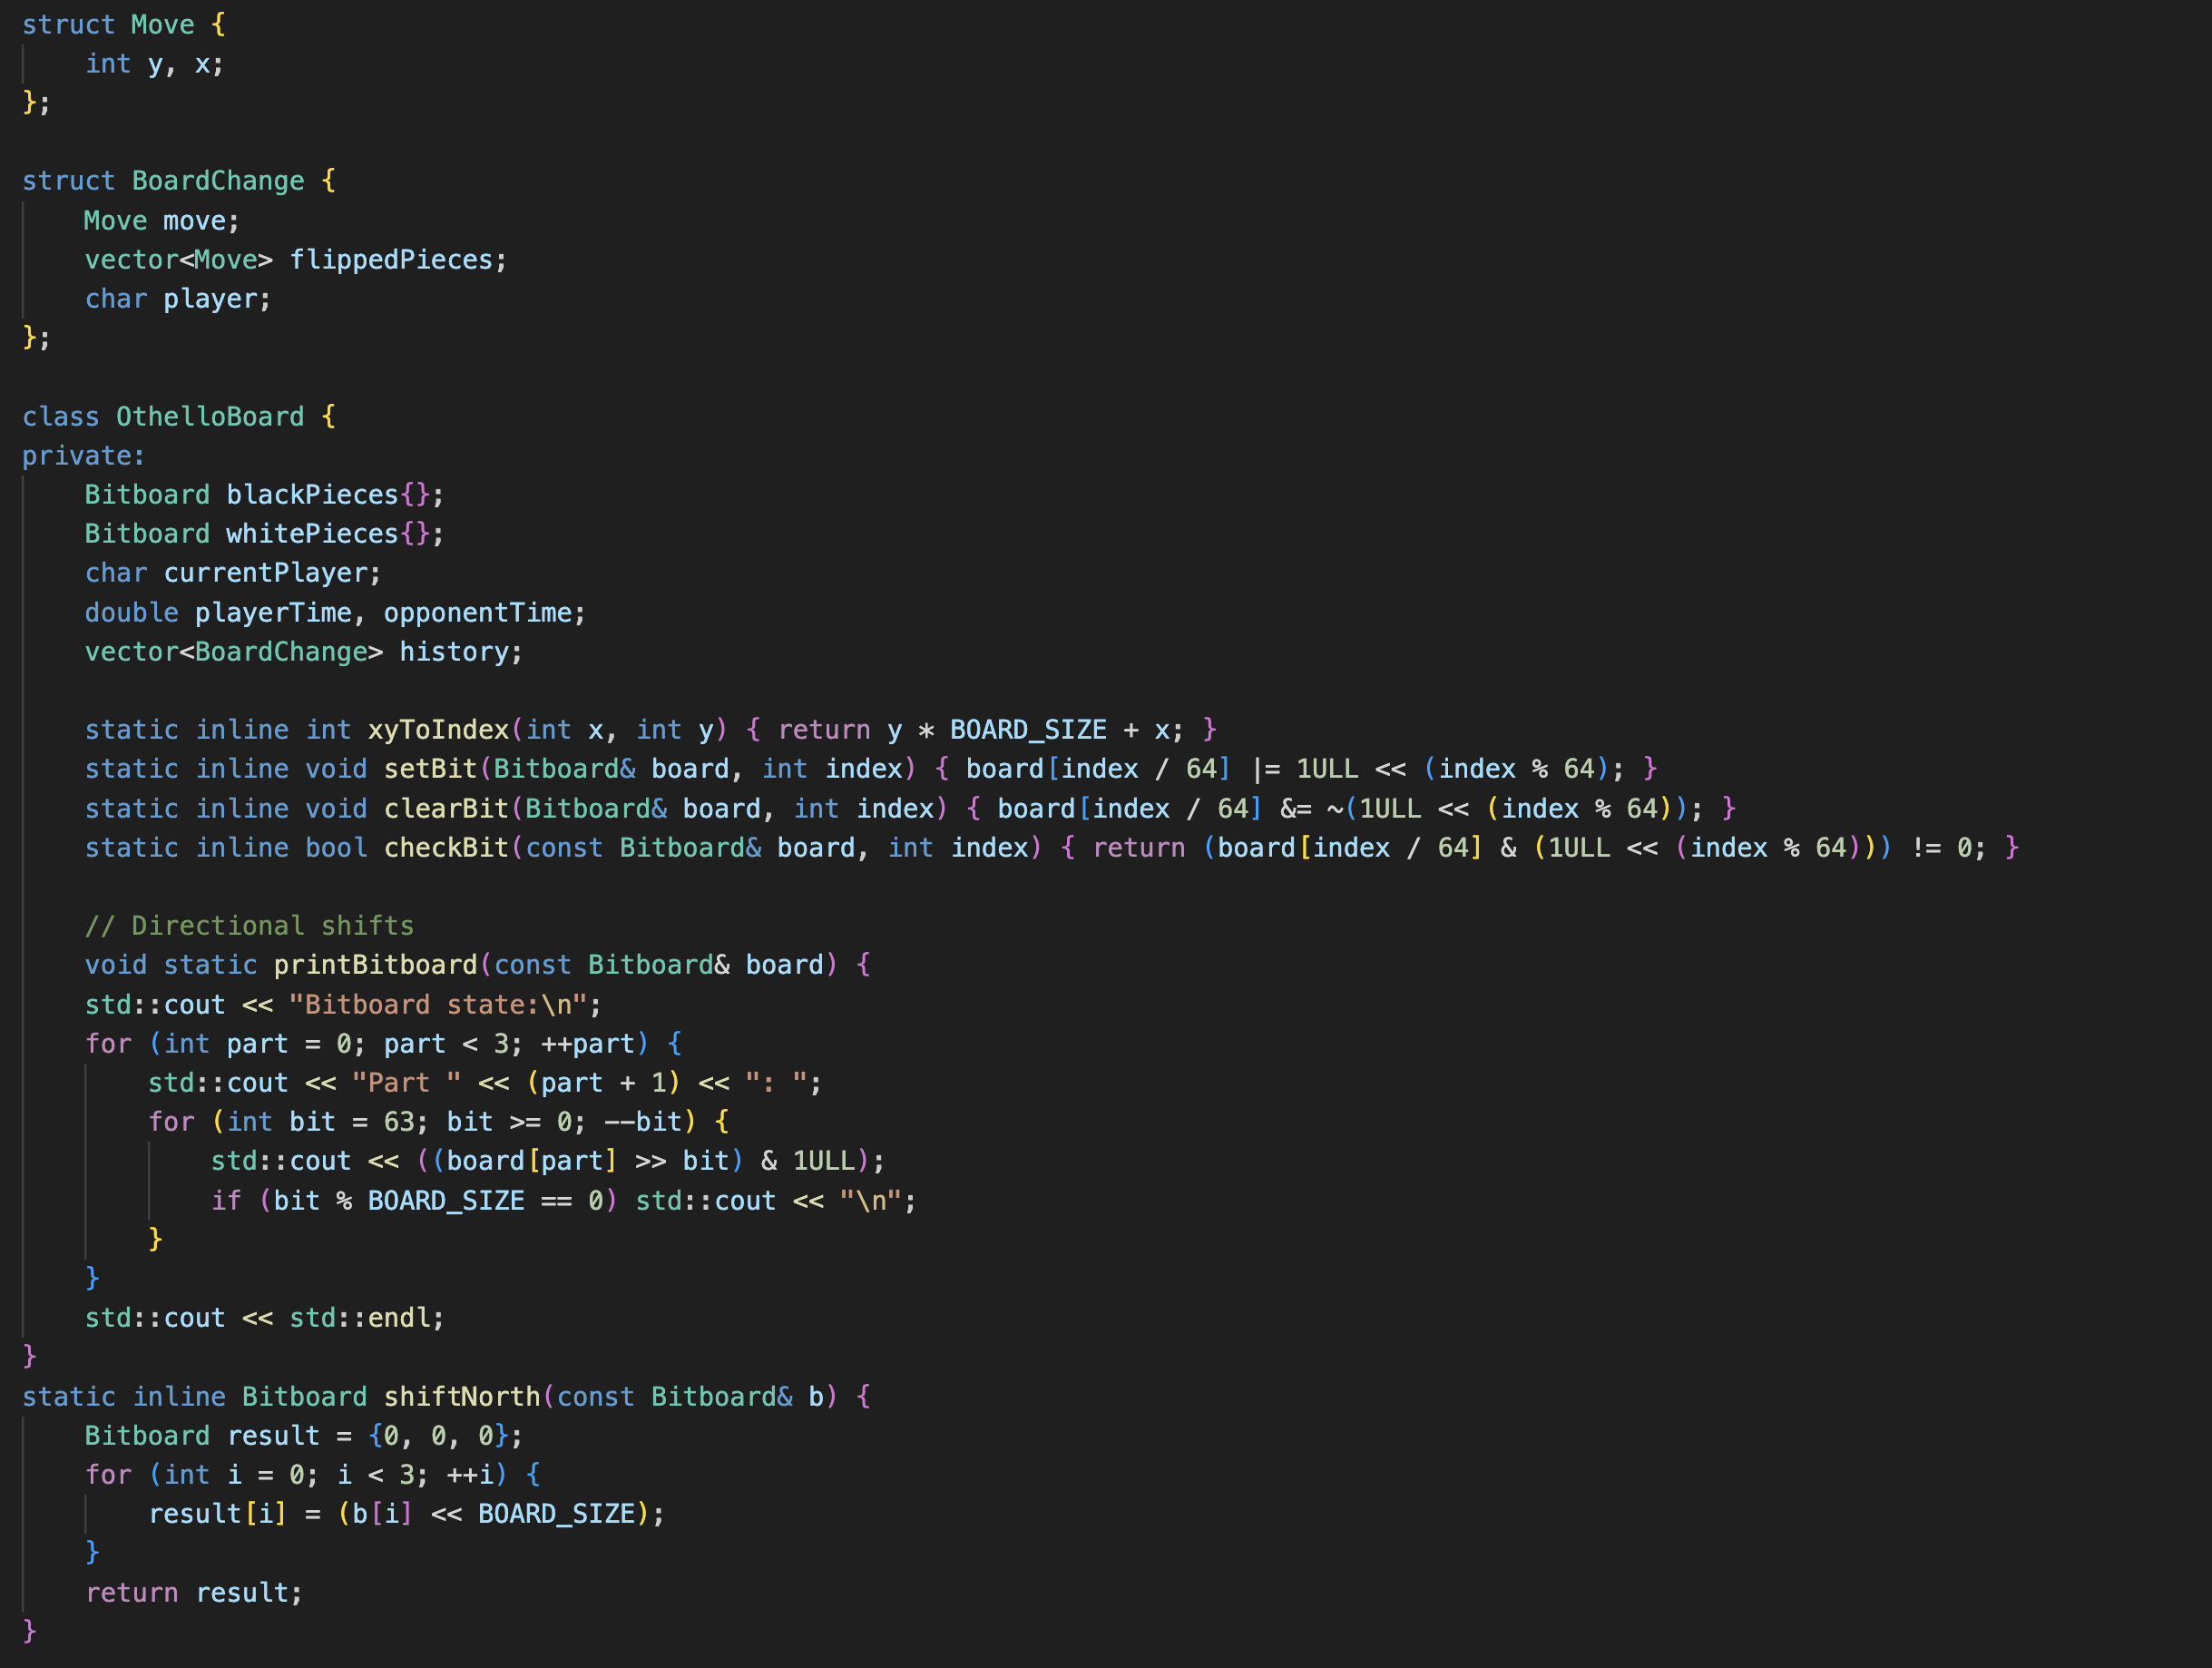 struct Move {
    int y, x;
};

struct BoardChange {
    Move move;
    vector<Move> flippedPieces;
    char player;
};

class OthelloBoard {
private:
    Bitboard blackPieces{};
    Bitboard whitePieces{};
    char currentPlayer;
    double playerTime, opponentTime;
    vector<BoardChange> history;

    static inline int xyToIndex(int x, int y) { return y * BOARD_SIZE + x; }
    static inline void setBit(Bitboard& board, int index) { board[index / 64] |= 1ULL << (index % 64); }
    static inline void clearBit(Bitboard& board, int index) { board[index / 64] &= ~(1ULL << (index % 64)); }
    static inline bool checkBit(const Bitboard& board, int index) { return (board[index / 64] & (1ULL << (index % 64))) != 0; }

    // Directional shifts
    void static printBitboard(const Bitboard& board) {
    std::cout << "Bitboard state:\n";
    for (int part = 0; part < 3; ++part) {
        std::cout << "Part " << (part + 1) << ": ";
        for (int bit = 63; bit >= 0; --bit) {
            std::cout << ((board[part] >> bit) & 1ULL);
            if (bit % BOARD_SIZE == 0) std::cout << "\n";
        }
    }
    std::cout << std::endl;
}
static inline Bitboard shiftNorth(const Bitboard& b) {
    Bitboard result = {0, 0, 0};
    for (int i = 0; i < 3; ++i) {
        result[i] = (b[i] << BOARD_SIZE);
    }
    return result;
}